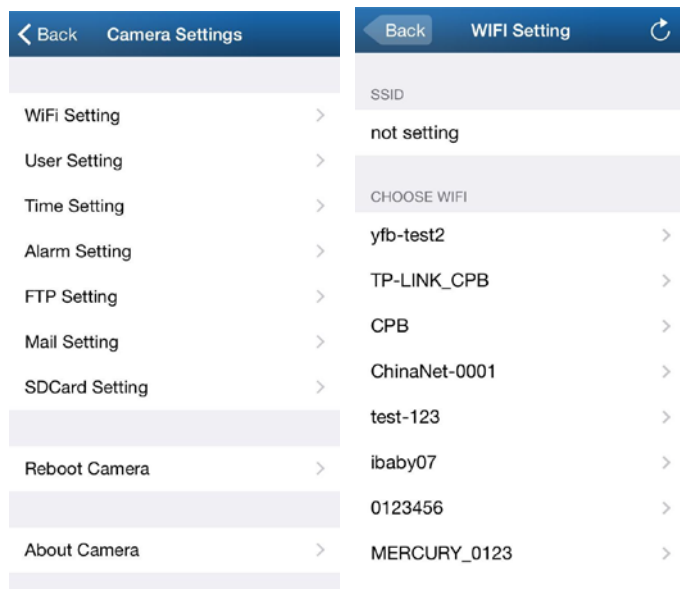 Back Camera Settings
WiFi Setting
User Setting
Time Setting
Alarm Setting
FTP Setting
Mail Setting
SDCard Setting
Reboot Camera
About Camera
Back WIFI Setting
SSID
not setting
CHOOSE WIFI
yfb-test2
TP-LINK_CPB
CPB
ChinaNet-0001
test-123
ibaby07
0123456
MERCURY_0123